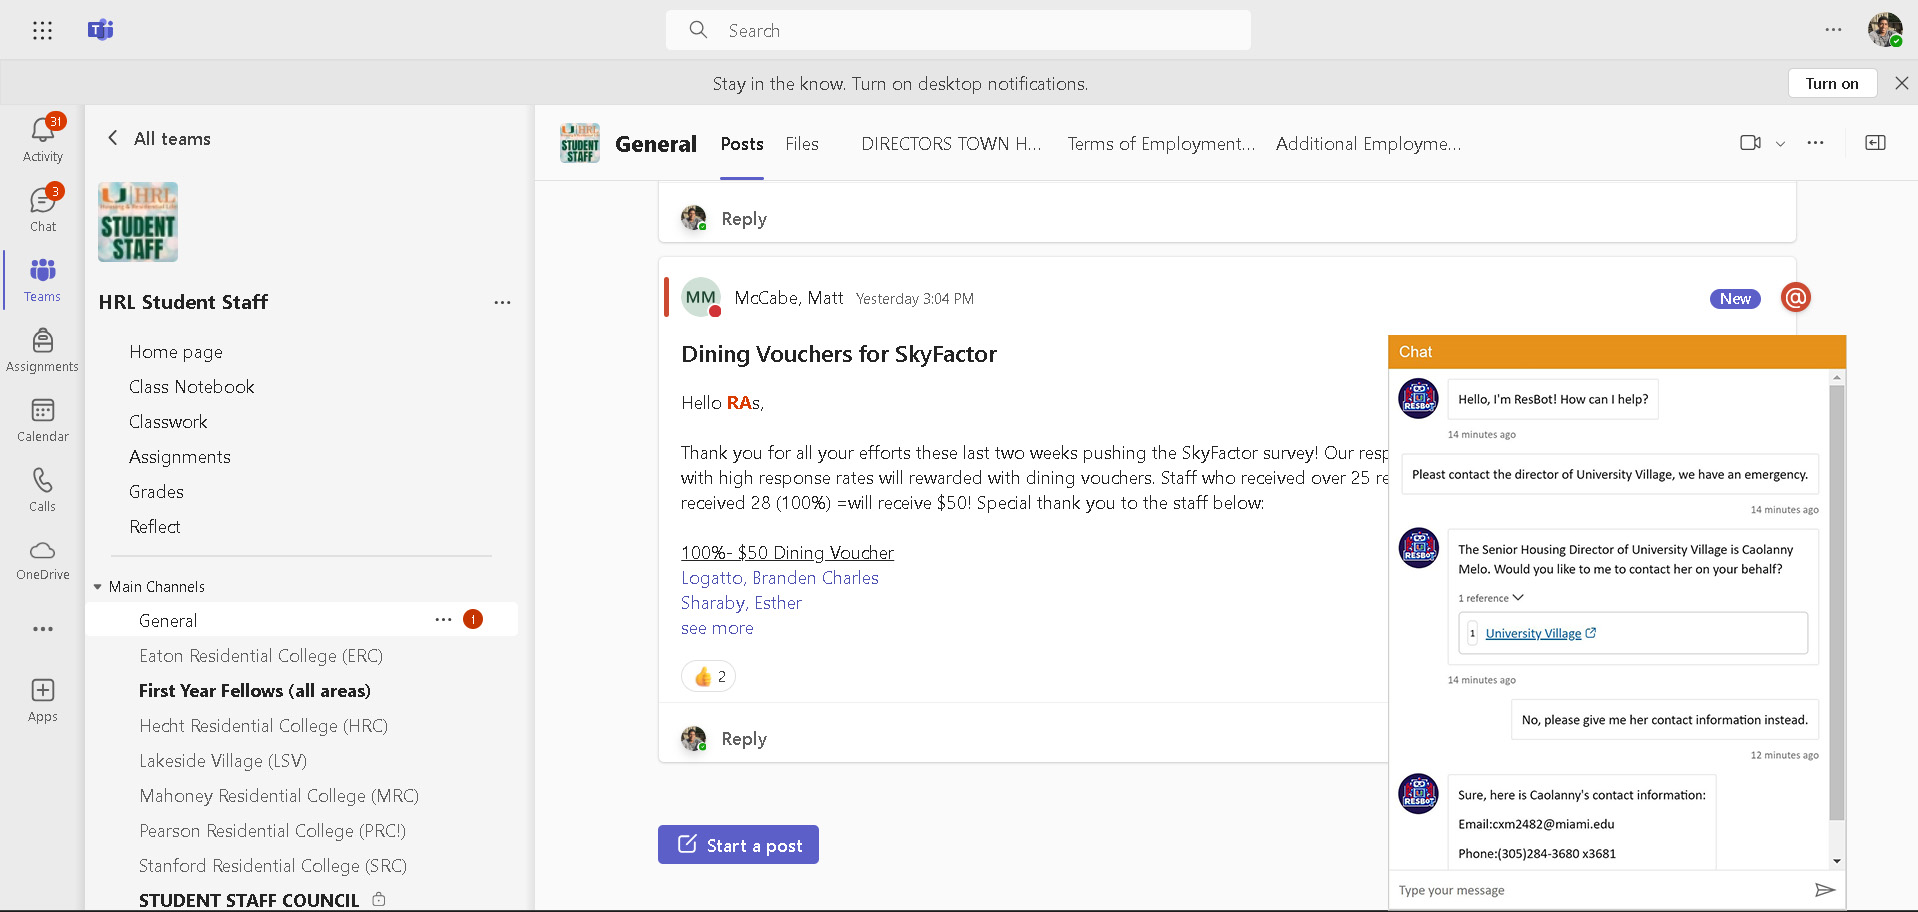 Search
Stay in the know. Turn on desktop notifications.
Turn on
31
Activity
3
Chat
Teams
Assignments
Calendar
Calls
OneDrive
Apps
All teams
U HRL
Housing & Residential Life
STUDENT
STAFF
HRL Student Staff
Home page
Class Notebook
Classwork
Assignments
Grades
Reflect
Main Channels
General
1
Eaton Residential College (ERC)
First Year Fellows (all areas)
Hecht Residential College (HRC)
Lakeside Village (LSV)
Mahoney Residential College (MRC)
Pearson Residential College (PRC!)
Stanford Residential College (SRC)
STUDENT STAFF COUNCIL
U HRL
STUDENT
STAFF
General
Posts
Files
DIRECTORS TOWN H...
Terms of Employment...
Additional Employme...
Reply
MM
McCabe, Matt
Yesterday 3:04 PM
New
@
Dining Vouchers for SkyFactor
Hello RAs,
Thank you for all your efforts these last two weeks pushing the SkyFactor survey! Our resp
with high response rates will rewarded with dining vouchers. Staff who received over 25 re
received 28 (100%) =will receive $50! Special thank you to the staff below:
100%- $50 Dining Voucher
Logatto, Branden Charles
Sharaby, Esther
see more
👍 2
Reply
Start a post
Chat
RESBOT
Hello, I'm ResBot! How can I help?
14 minutes ago
Pleast contact the director of University Village, we have an emergency.
14 minutes ago
RESBOT
The Senior Housing Director of University Village is Caolanny
Melo. Would you like to me to contact her on your behalf?
1 reference
1 University Village
14 minutes ago
No, please give me her contact information instead.
12 minutes ago
RESBOT
Sure, here is Caolanny's contact information:
Email:cxm2482@miami.edu
Phone:(305)284-3680 x3681
Type your message